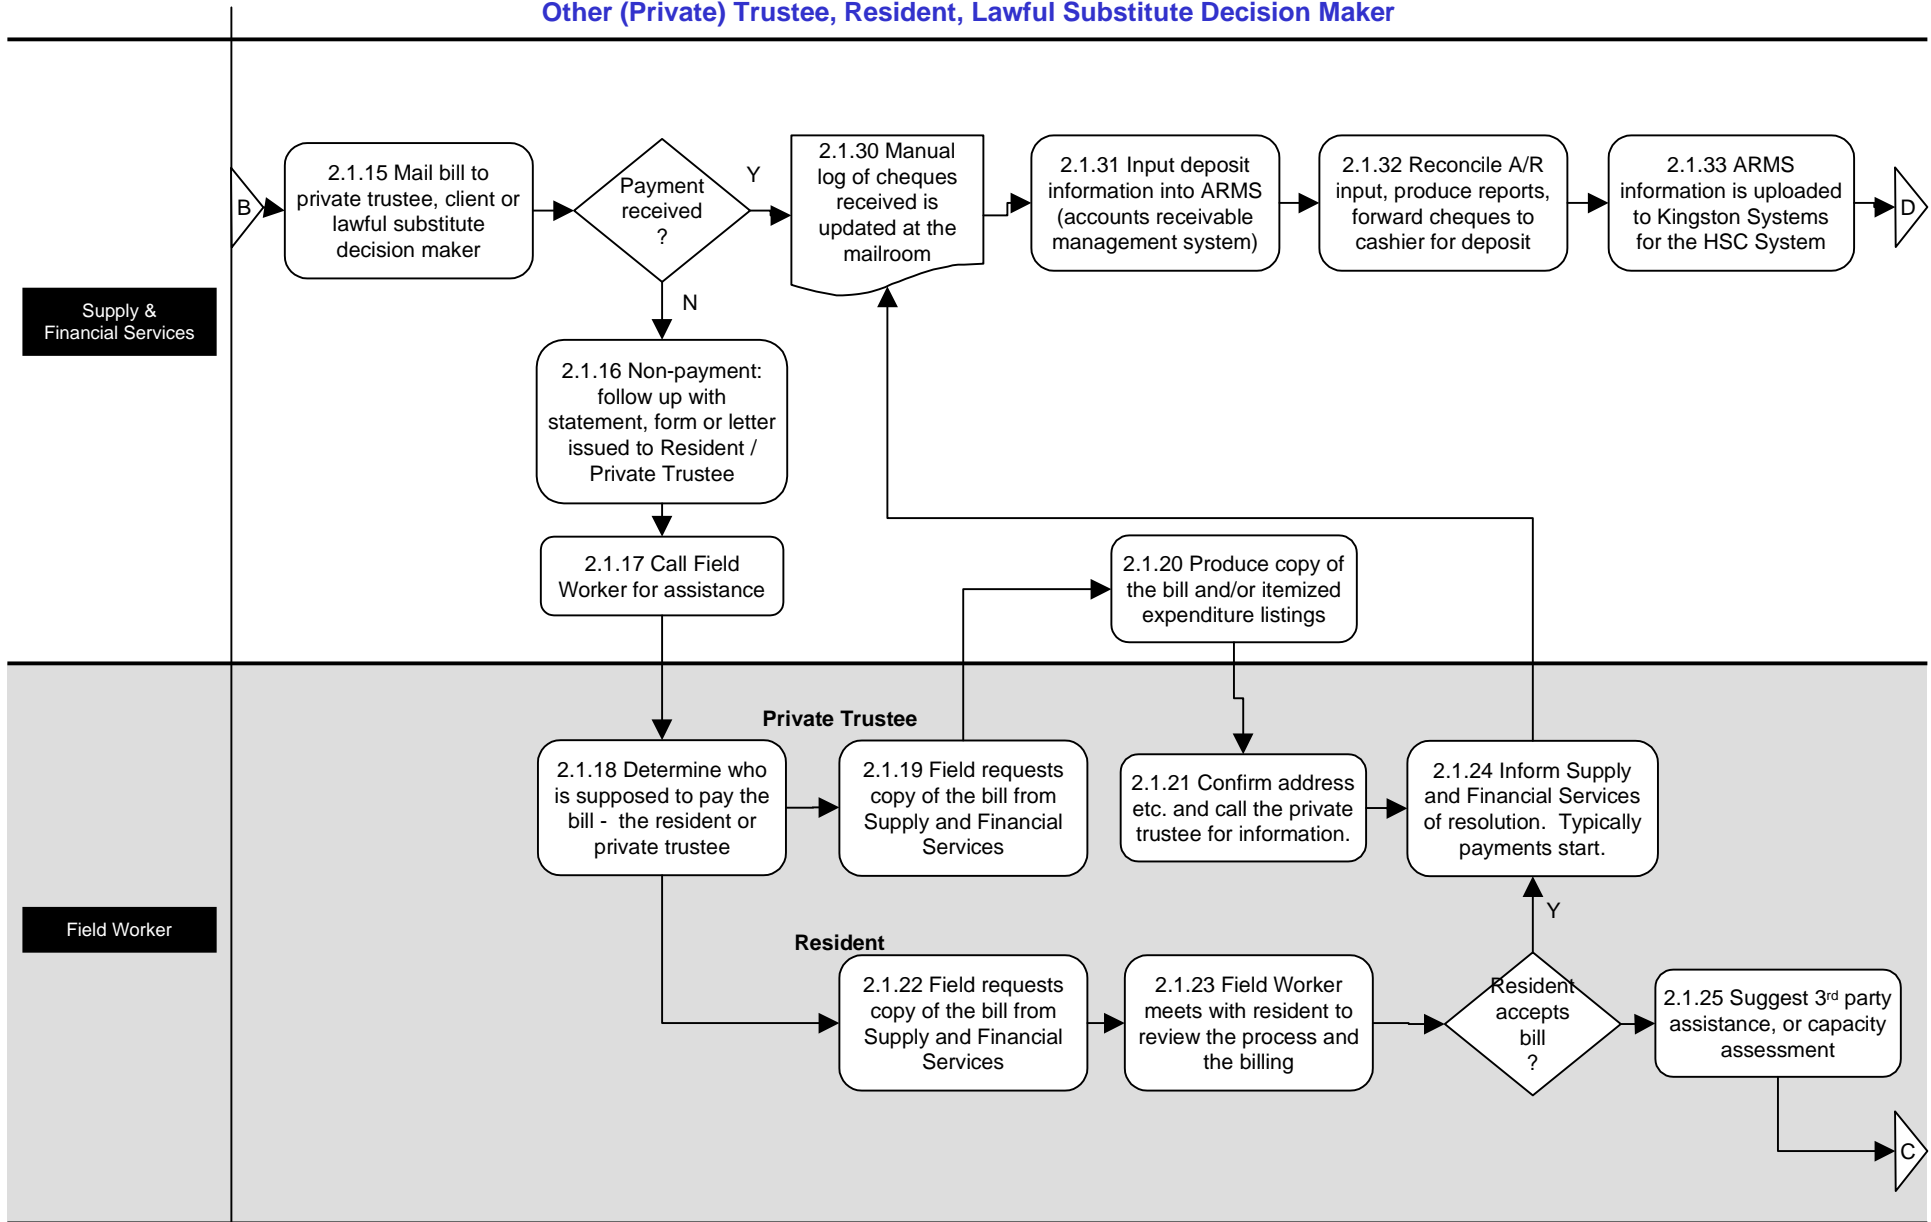 Other (Private) Trustee, Resident, Lawful Substitute Decision Maker
Supply &
Financial Services
B
2.1.15 Mail bill to
private trustee, client or
lawful substitute
decision maker
Payment
received
?
Y
N
2.1.30 Manual
log of cheques
received is
updated at the
mailroom
2.1.31 Input deposit
information into ARMS
(accounts receivable
management system)
2.1.32 Reconcile A/R
input, produce reports,
forward cheques to
cashier for deposit
2.1.33 ARMS
information is uploaded
to Kingston Systems
for the HSC System
D
2.1.16 Non-payment:
follow up with
statement, form or letter
issued to Resident /
Private Trustee
2.1.17 Call Field
Worker for assistance
2.1.20 Produce copy of
the bill and/or itemized
expenditure listings
Field Worker
2.1.18 Determine who
is supposed to pay the
bill -  the resident or
private trustee
Private Trustee
2.1.19 Field requests
copy of the bill from
Supply and Financial
Services
2.1.21 Confirm address
etc. and call the private
trustee for information.
2.1.24 Inform Supply
and Financial Services
of resolution.  Typically
payments start.
Resident
2.1.22 Field requests
copy of the bill from
Supply and Financial
Services
2.1.23 Field Worker
meets with resident to
review the process and
the billing
Resident
accepts
bill
?
Y
2.1.25 Suggest 3rd party
assistance, or capacity
assessment
C